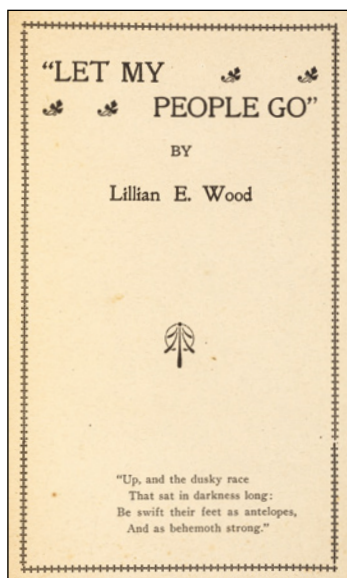 “LET MY
PEOPLE GO”
BY
Lillian E. Wood
“Up, and the dusky race
That sat in darkness long:
Be swift their feet as antelopes,
And as behemoth strong.”